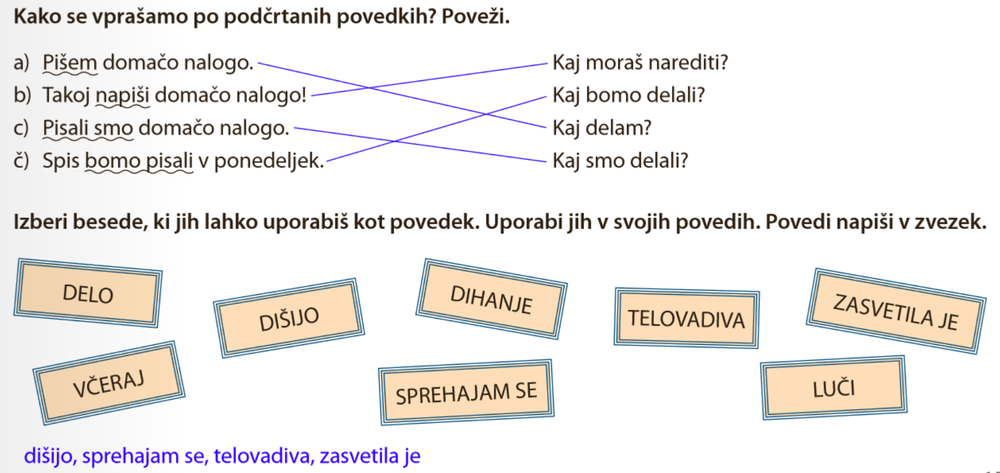 Kako se vprašamo po podčrtanih povedkih? Poveži.
a) Pišem domačo nalogo.
Kaj moraš narediti?
b) Takoj napiši domačo nalogo!
Kaj bomo delali?
c) Pisali smo domačo nalogo.
Kaj delam?
č) Spis bomo pisali v ponedeljek.
Kaj smo delali?
Izberi besede, ki jih lahko uporabiš kot povedek. Uporabi jih v svojih povedih. Povedi napiši v zvezek.
DELO
DIŠIJO
DIHANJE
TELOVADIVA
ZASVETILA JE
VČERAJ
SPREHAJAM SE
LUČI
dišijo, sprehajam se, telovadiva, zasvetila je